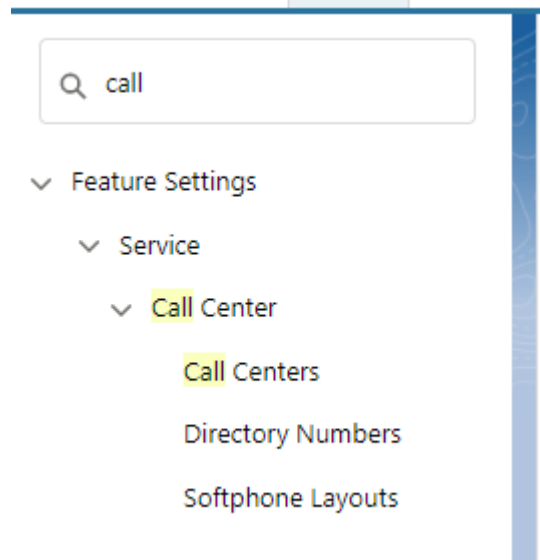 call
Feature Settings
Service
Call Center
Call Centers
Directory Numbers
Softphone Layouts